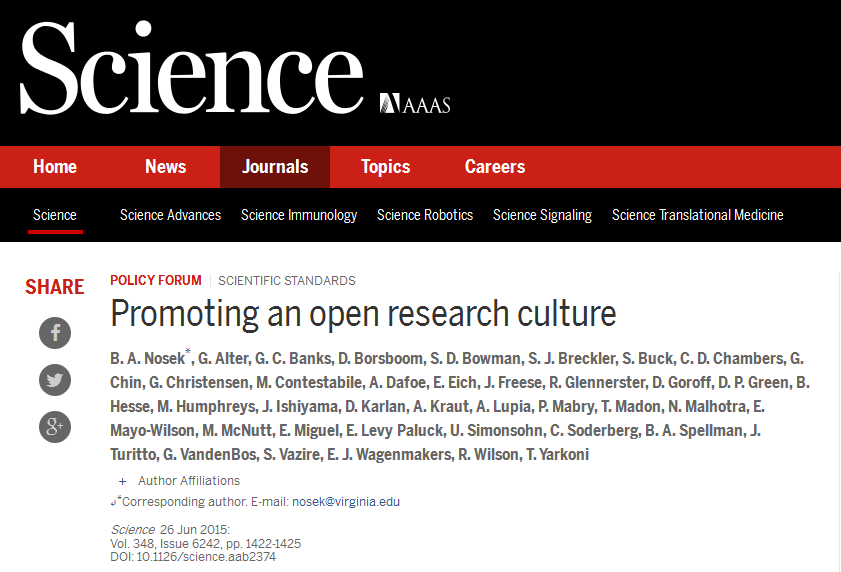 Science
AAAS
Home News Journals Topics Careers
Science Science Advances Science Immunology Science Robotics Science Signaling Science Translational Medicine
SHARE
POLICY FORUM SCIENTIFIC STANDARDS
Promoting an open research culture
B. A. Nosek*, G. Alter, G. C. Banks, D. Borsboom, S. D. Bowman, S. J. Breckler, S. Buck, C. D. Chambers, G.
Chin, G. Christensen, M. Contestabile, A. Dafoe, E. Eich, J. Freese, R. Glennerster, D. Goroff, D. P. Green, B.
Hesse, M. Humphreys, J. Ishiyama, D. Karlan, A. Kraut, A. Lupia, P. Mabry, T. Madon, N. Malhotra, E.
Mayo-Wilson, M. McNutt, E. Miguel, E. Levy Paluck, U. Simonsohn, C. Soderberg, B. A. Spellman, J.
Turitto, G. VandenBos, S. Vazire, E. J. Wagenmakers, R. Wilson, T. Yarkoni
+ Author Affiliations
↲*Corresponding author. E-mail: nosek@virginia.edu
Science 26 Jun 2015:
Vol. 348, Issue 6242, pp. 1422-1425
DOI: 10.1126/science.aab2374